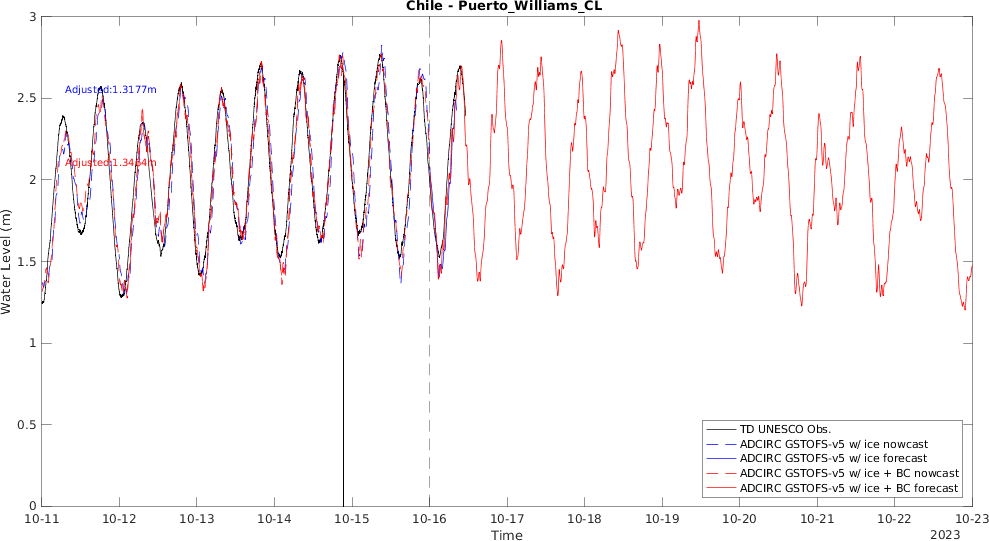 Chile - Puerto_Williams_CL
3
2.5
2
1.5
1
0.5
0
Water Level (m)
Adjusted:1.3177m
Adjusted:1.3464m
TD UNESCO Obs.
ADCIRC GSTOFS-v5 w/ ice nowcast
ADCIRC GSTOFS-v5 w/ ice forecast
ADCIRC GSTOFS-v5 w/ ice + BC nowcast
ADCIRC GSTOFS-v5 w/ ice + BC forecast
10-11 10-12 10-13 10-14 10-15 10-16 10-17 10-18 10-19 10-20 10-21 10-22 10-23
Time
2023